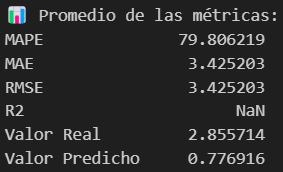 📊 Promedio de las métricas:
MAPE 79.806219
MAE 3.425203
RMSE 3.425203
R2 NaN
Valor Real 2.855714
Valor Predicho 0.776916